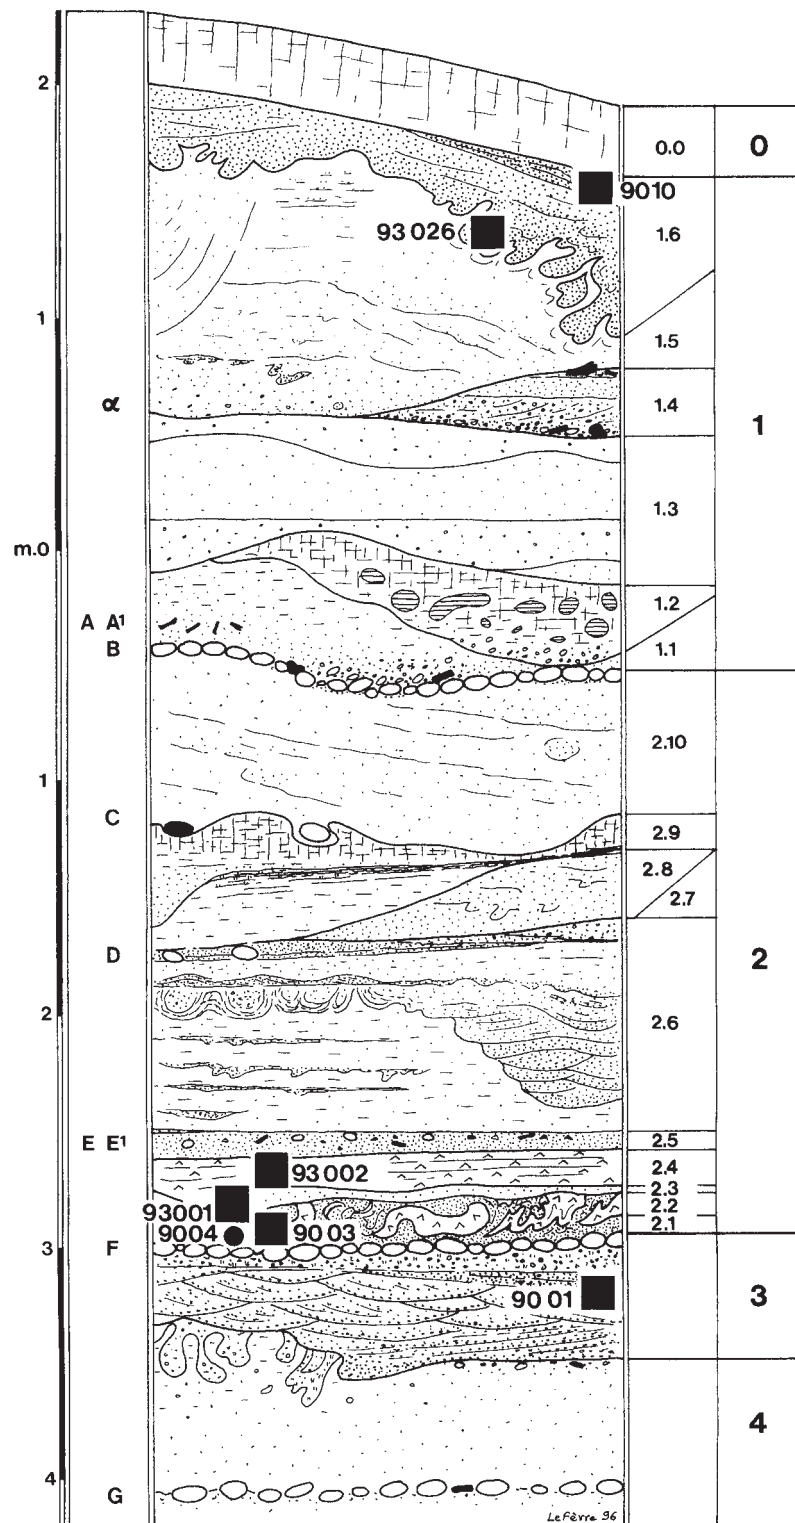 2
0.0 0
9010
93 026 1.6
1
1.5
α 1.4
1
1.3
m.0
1.2
A A¹
B 1.1
2.10
1
C
2.9
2.8
2.7
D 2
2.6
2
E E¹ 2.5
2.4
93 002
2.3
93001 2.2
9004 90 03 2.1
3 F
90 01 3
4
4
G
LeFèvre 96